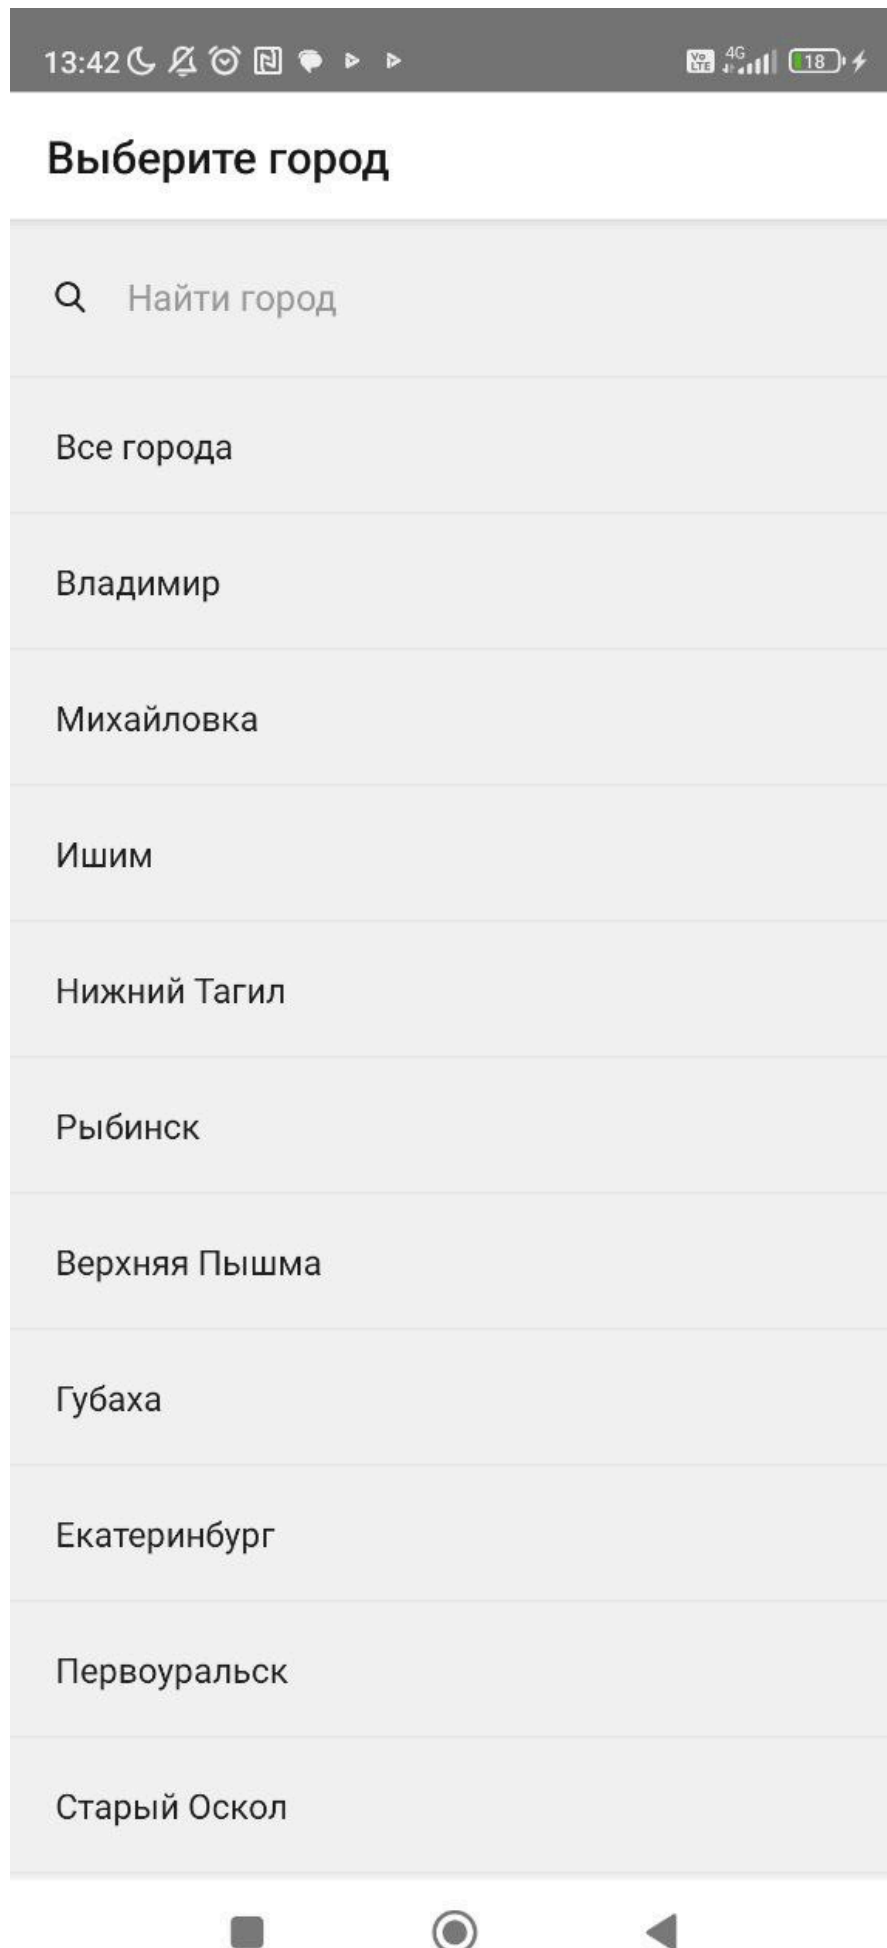 13:42 4G 18
Выберите город
Найти город
Все города
Владимир
Михайловка
Ишим
Нижний Тагил
Рыбинск
Верхняя Пышма
Губаха
Екатеринбург
Первоуральск
Старый Оскол